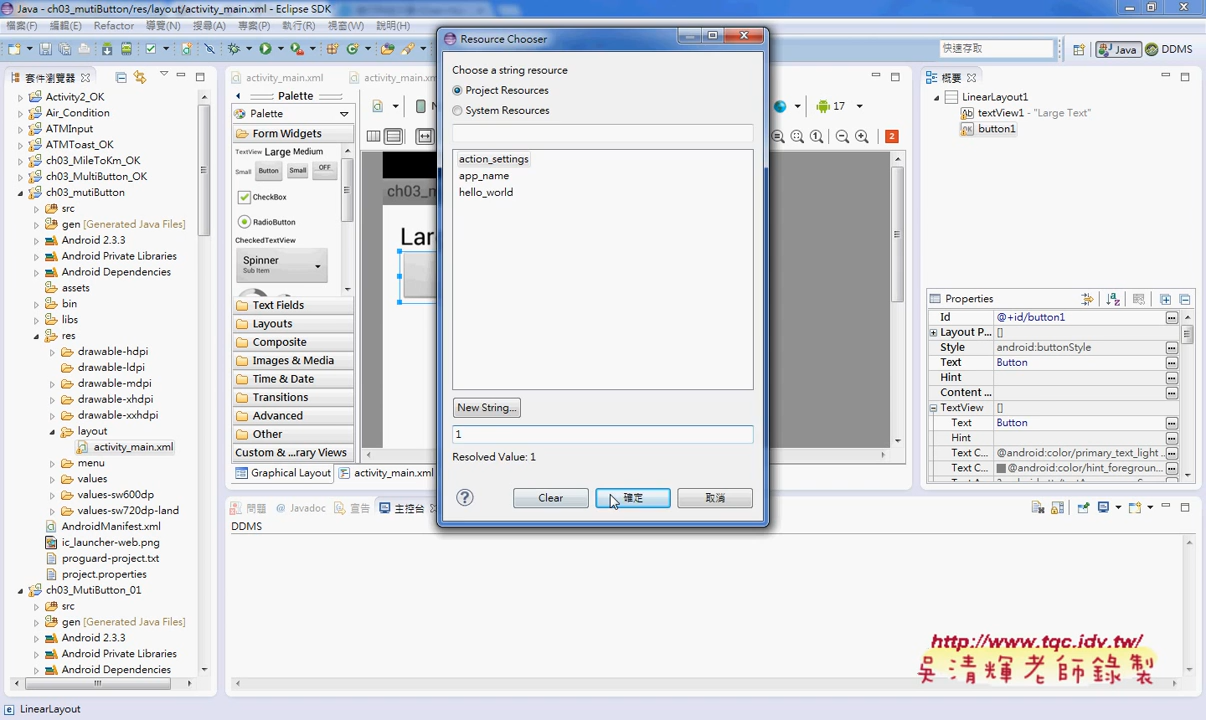 Java - ch03_mutiButton/res/layout/activity_main.xml - Eclipse SDK
檔案(F) 編輯(E) Refactor 導覽(N) 搜尋(A) 專案(P) 執行(R) 視窗(W) 說明(H)
快速存取
Java
DDMS
套件瀏覽器
Activity2_OK
Air_Condition
ATMInput
ATMToast_OK
ch03_MileToKm_OK
ch03_MultiButton_OK
ch03_mutiButton
src
gen [Generated Java Files]
Android 2.3.3
Android Private Libraries
Android Dependencies
assets
bin
libs
res
drawable-hdpi
drawable-ldpi
drawable-mdpi
drawable-xhdpi
drawable-xxhdpi
layout
activity_main.xml
menu
values
values-sw600dp
values-sw720dp-land
AndroidManifest.xml
ic_launcher-web.png
proguard-project.txt
project.properties
ch03_MutiButton_01
src
gen [Generated Java Files]
Android 2.3.3
Android Private Libraries
Android Dependencies
LinearLayout
activity_main.xml
Palette
Palette
Form Widgets
TextView Large Medium
Small Button Small OFF
CheckBox
RadioButton
CheckedTextView
Spinner
Sub Item
Text Fields
Layouts
Composite
Images & Media
Time & Date
Transitions
Advanced
Other
Custom & ...rary Views
Graphical Layout
activity_main.xml
17
2
ch03_m
Lar
Resource Chooser
Choose a string resource
Project Resources
System Resources
action_settings
app_name
hello_world
New String...
1
Resolved Value: 1
Clear
確定
取消
概要
LinearLayout1
textView1 - "Large Text"
button1
Properties
Id @+id/button1
Layout P... []
Style android:buttonStyle
Text Button
Hint
Content ...
TextView []
Text Button
Hint
Text C... @android:color/primary_text_light
Text C... @android:color/hint_foregroun...
問題 Javadoc 宣告 主控台
DDMS
http://www.tqc.idv.tw/
吳清輝老師錄製